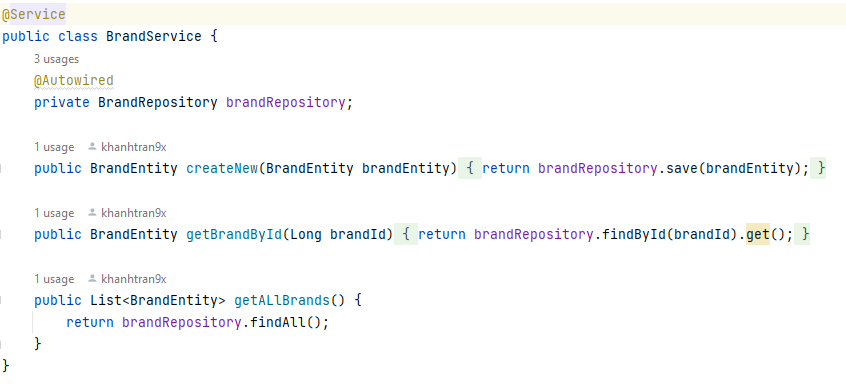 @Service
public class BrandService {
3 usages
@Autowired
private BrandRepository brandRepository;
1 usage khanhtran9x
public BrandEntity createNew(BrandEntity brandEntity) { return brandRepository.save(brandEntity); }
1 usage khanhtran9x
public BrandEntity getBrandById(Long brandId) { return brandRepository.findById(brandId).get(); }
1 usage khanhtran9x
public List<BrandEntity> getALlBrands() {
return brandRepository.findAll();
}
}